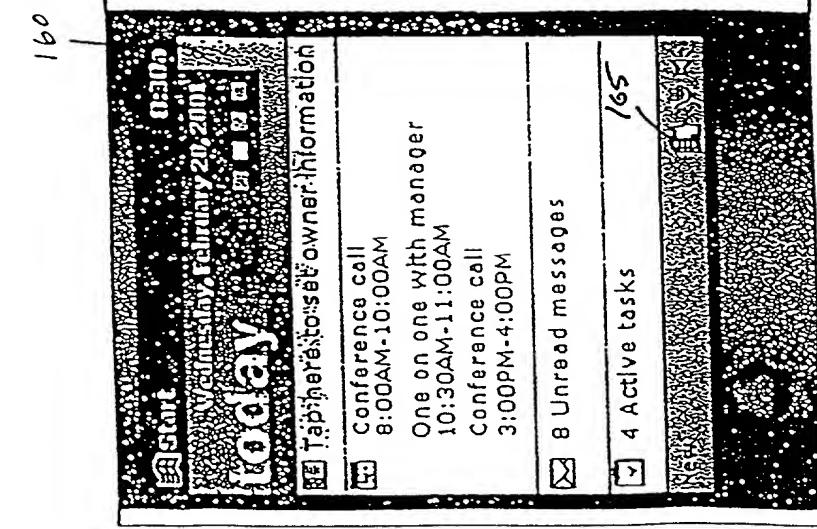 160
Start 8:30a
Wednesday, February 20, 2001
today
Tap here to set owner information
Conference call
8:00AM-10:00AM
One on one with manager
10:30AM-11:00AM
Conference call
3:00PM-4:00PM
8 Unread messages
4 Active tasks
New
165